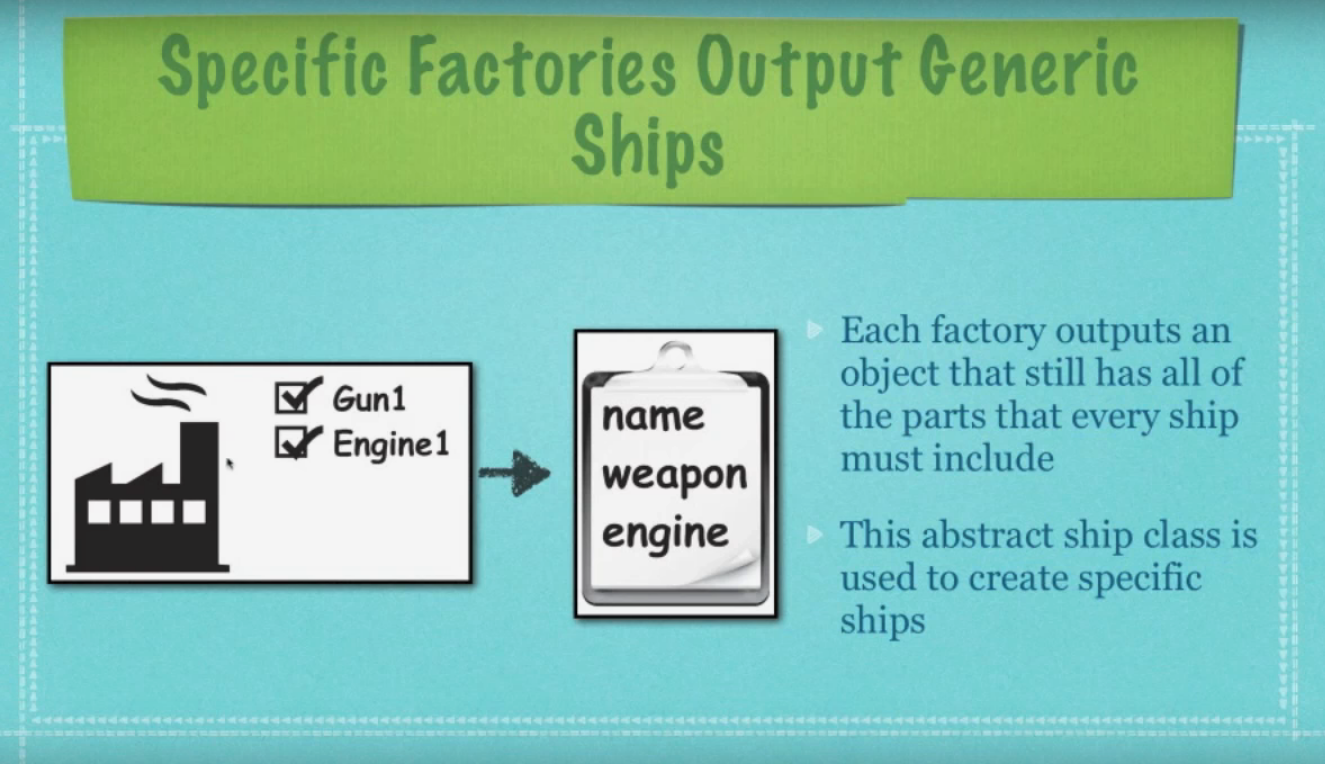 Specific Factories Output Generic
Ships
Gun1
Engine1
name
weapon
engine
Each factory outputs an
object that still has all of
the parts that every ship
must include
This abstract ship class is
used to create specific
ships